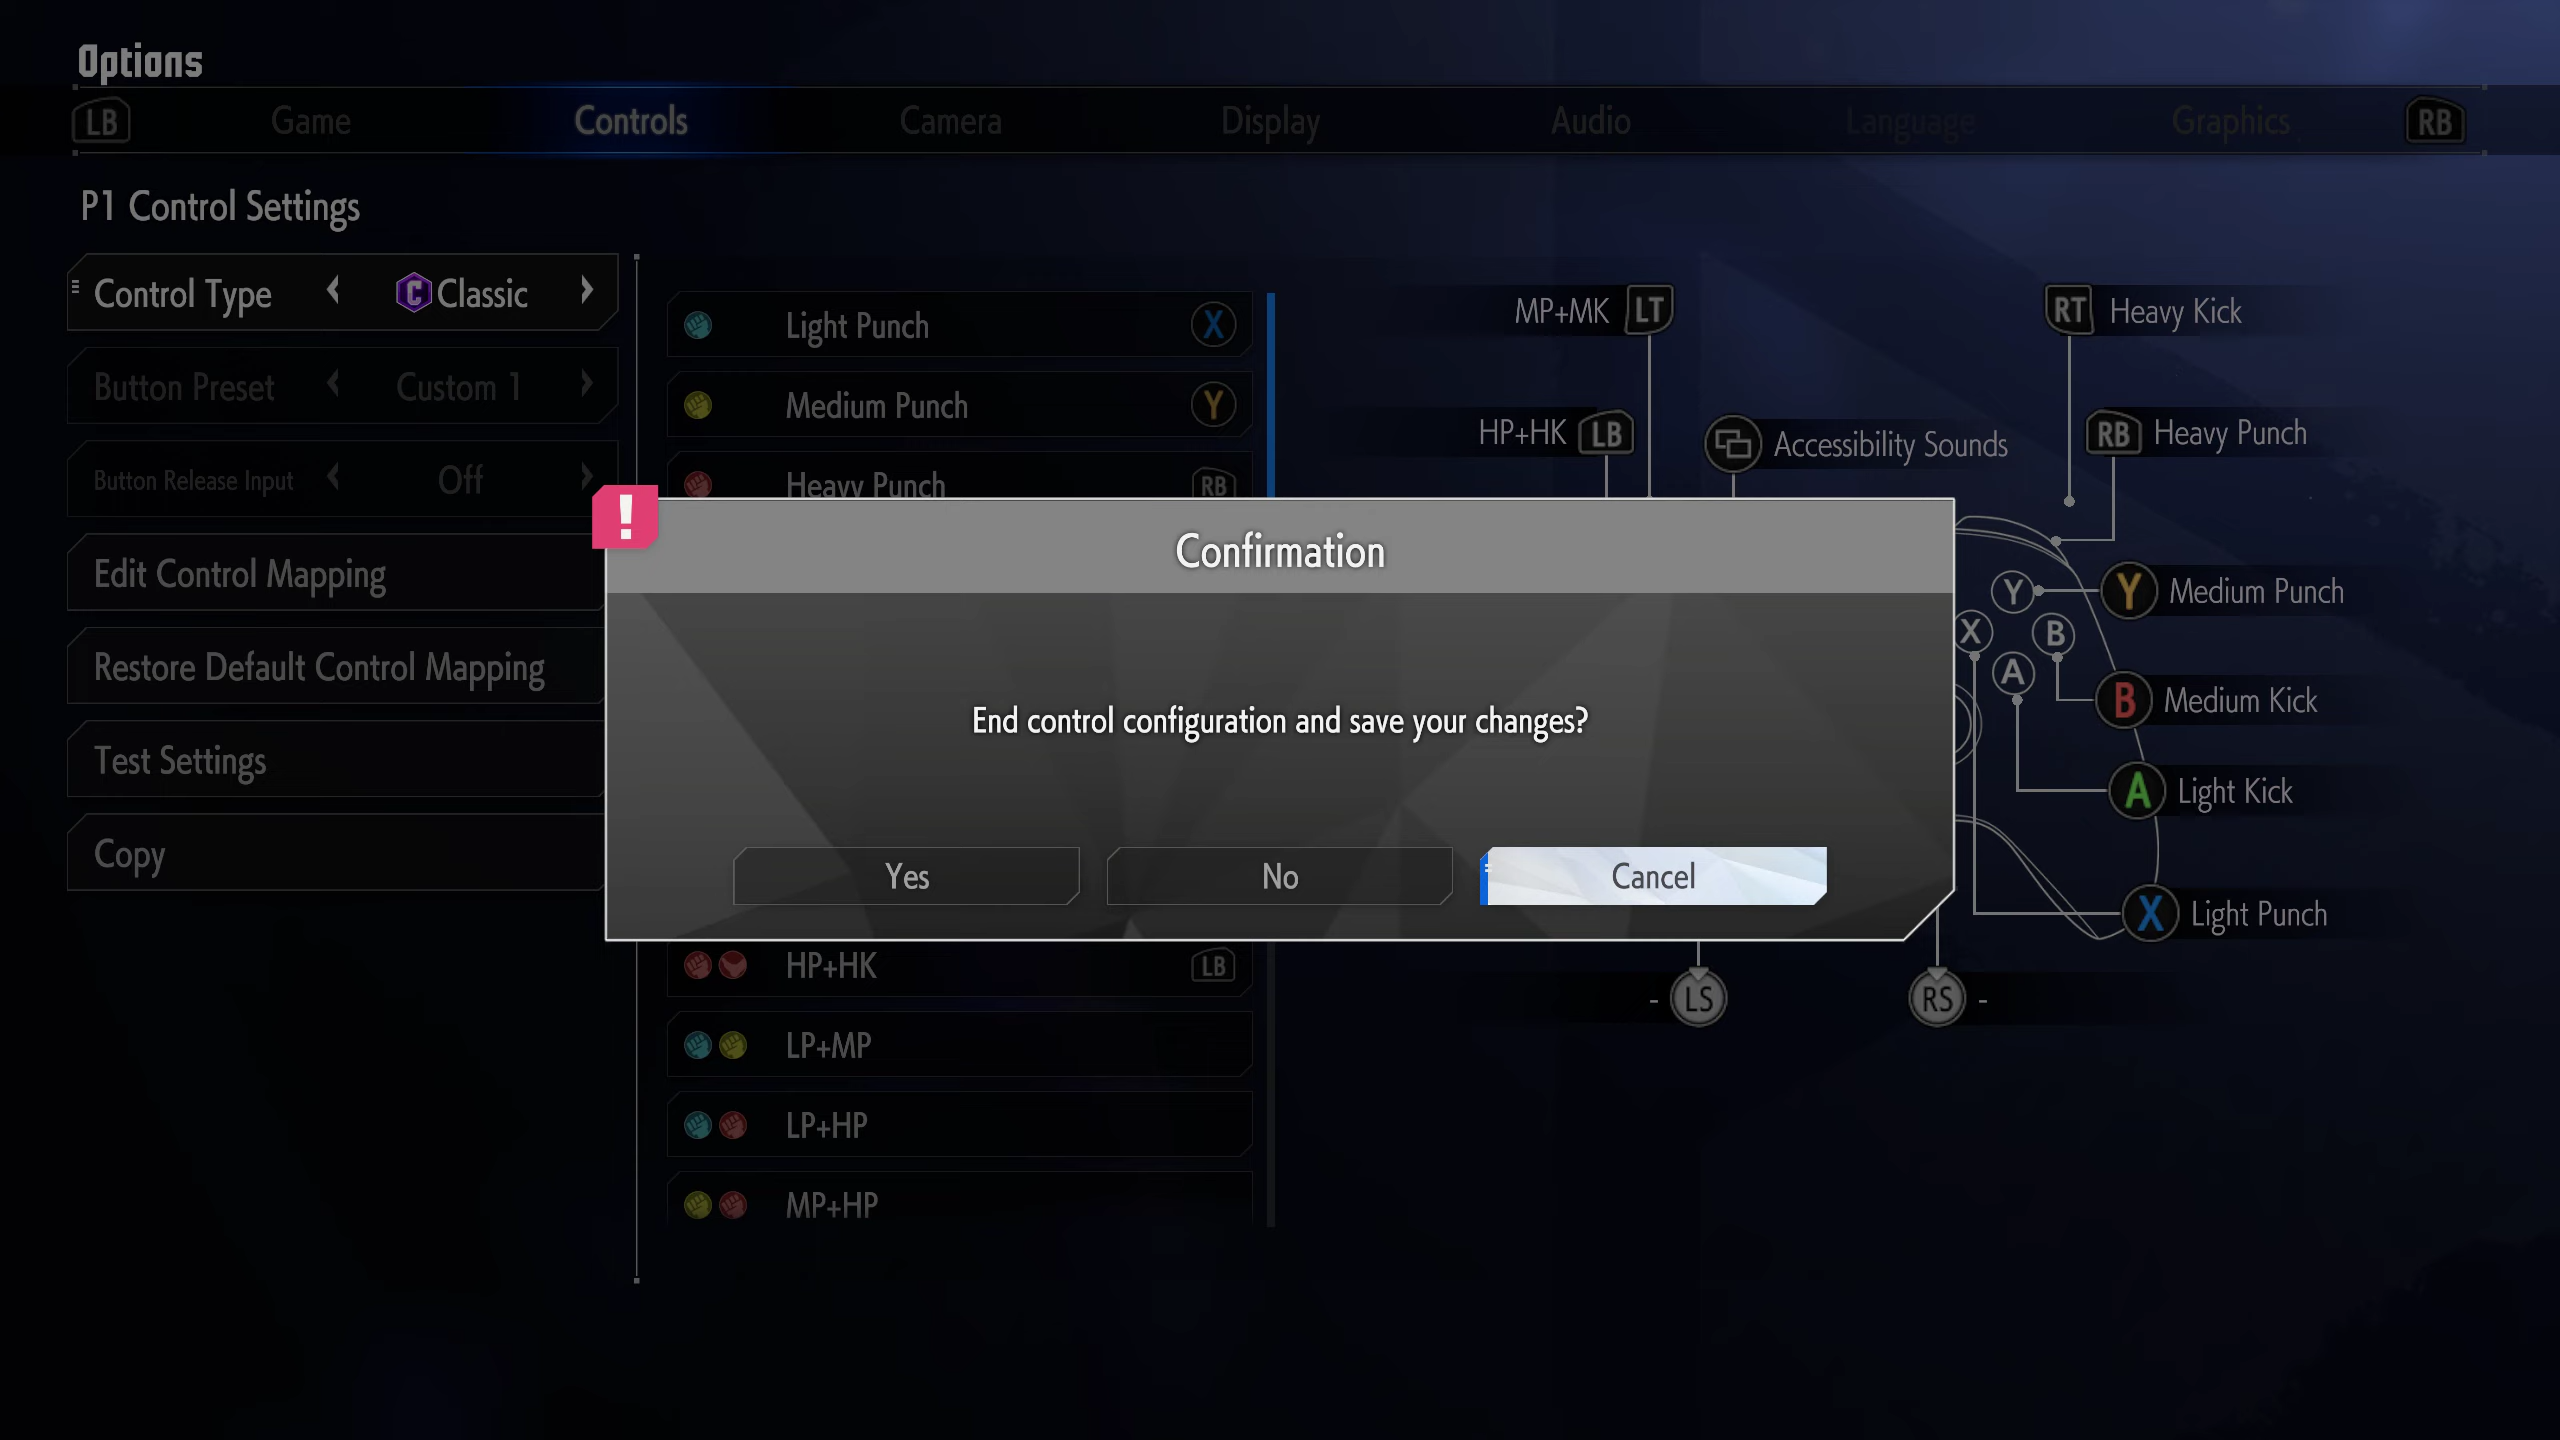 Options
LB Game Controls Camera Display Audio Language Graphics RB
P1 Control Settings
Control Type C Classic
Button Preset Custom 1
Button Release Input Off
Edit Control Mapping
Restore Default Control Mapping
Test Settings
Copy
Light Punch X
Medium Punch Y
Heavy Punch RB
HP+HK LB
LP+MP
LP+HP
MP+HP
MP+MK LT
RT Heavy Kick
HP+HK LB
Accessibility Sounds
RB Heavy Punch
Y
X
B
A
Y Medium Punch
B Medium Kick
A Light Kick
X Light Punch
- LS
RS -
!
Confirmation
End control configuration and save your changes?
Yes No Cancel